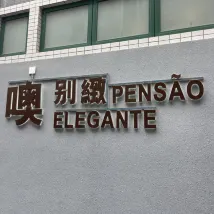 噢 别緻 PENSÃO
ELEGANTE